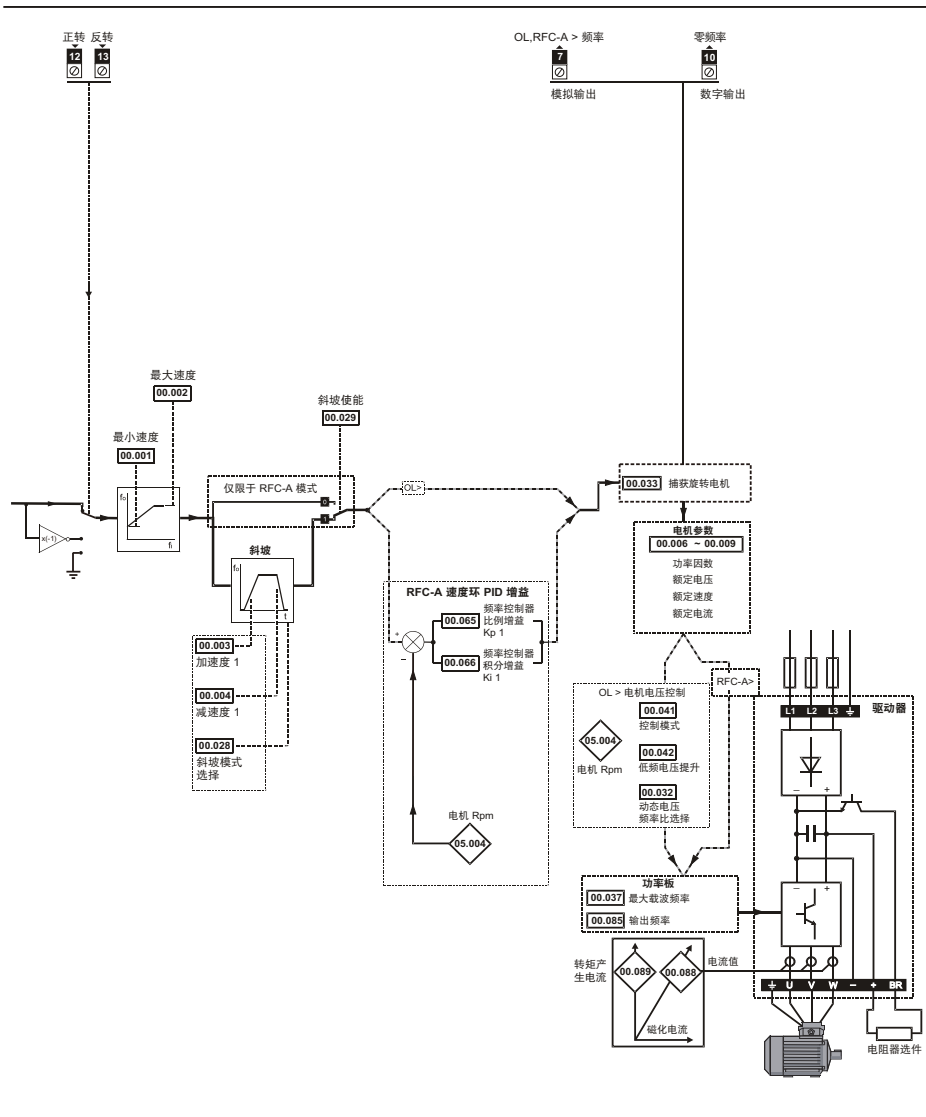 正转 反转
12 13
OL,RFC-A > 频率
7
模拟输出
零频率
10
数字输出
最大速度
00.002
最小速度
00.001
斜坡使能
00.029
仅限于 RFC-A 模式
0
1
OL>
00.033 捕获旋转电机
x(-1)
fo
fi
斜坡
fo
t
电机参数
00.006 ~ 00.009
功率因数
额定电压
额定速度
额定电流
RFC-A 速度环 PID 增益
+
−
00.065
频率控制器
比例增益
Kp 1
00.066
频率控制器
积分增益
Ki 1
00.003
加速度 1
00.004
减速度 1
00.028
斜坡模式
选择
电机 Rpm
05.004
RFC-A>
OL > 电机电压控制
00.041
控制模式
05.004
电机 Rpm
00.042
低频电压提升
00.032
动态电压
频率比选择
L1 L2 L3
驱动器
− +
− +
功率板
00.037 最大载波频率
00.085 输出频率
转矩产
生电流
00.089 00.088
电流值
磁化电流
U V W − + BR
电阻器选件